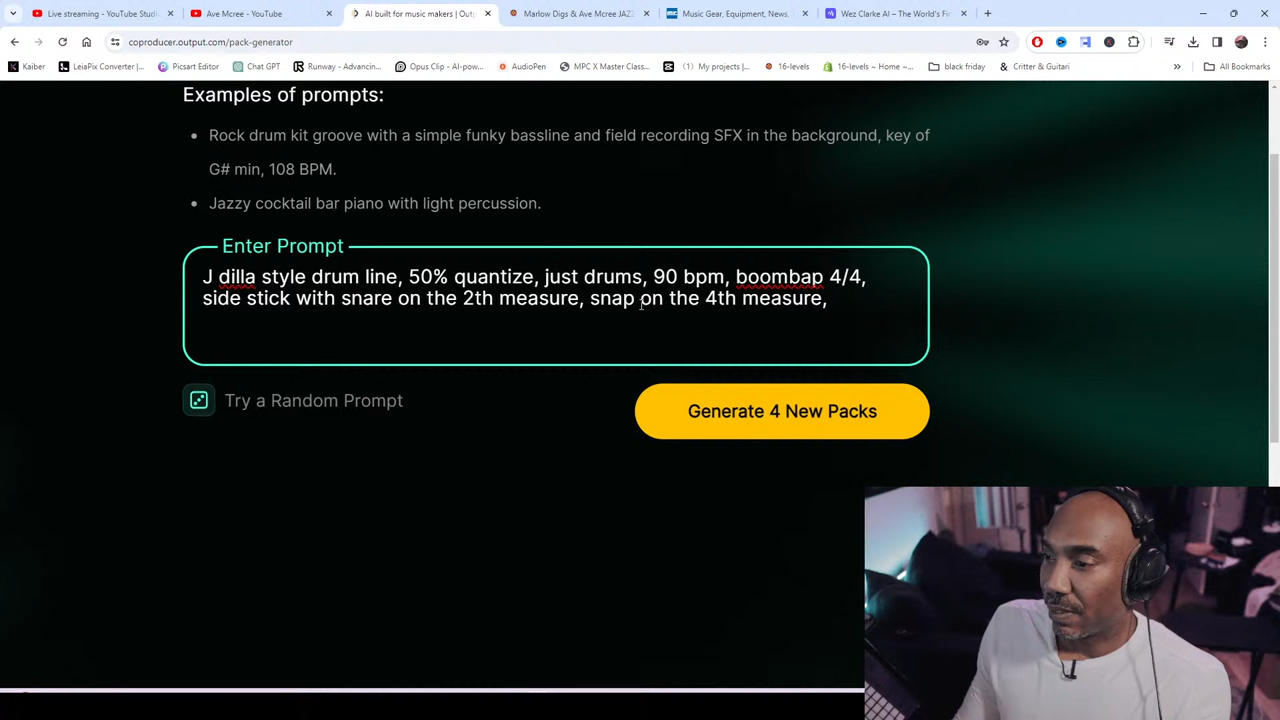 Live streaming - YouTube Studi
Ave Mcree - YouTube
AI built for music makers | Outp
Marlow Digs & Ave Mcree JAZZ
Music Gear, Equipment, News,
Wez Clarke AI – The World's Fir
coproducer.output.com/pack-generator
Kaiber
LeiaPix Converter |...
Picsart Editor
Chat GPT
Runway - Advancin...
Opus Clip - AI-pow...
AudioPen
MPC X Master Class...
(1) My projects |...
16-levels
16-levels ~ Home ~...
black friday
Critter & Guitari
All Bookmarks
Examples of prompts:
Rock drum kit groove with a simple funky bassline and field recording SFX in the background, key of
G# min, 108 BPM.
Jazzy cocktail bar piano with light percussion.
Enter Prompt
J dilla style drum line, 50% quantize, just drums, 90 bpm, boombap 4/4,
side stick with snare on the 2th measure, snap on the 4th measure,
Try a Random Prompt
Generate 4 New Packs